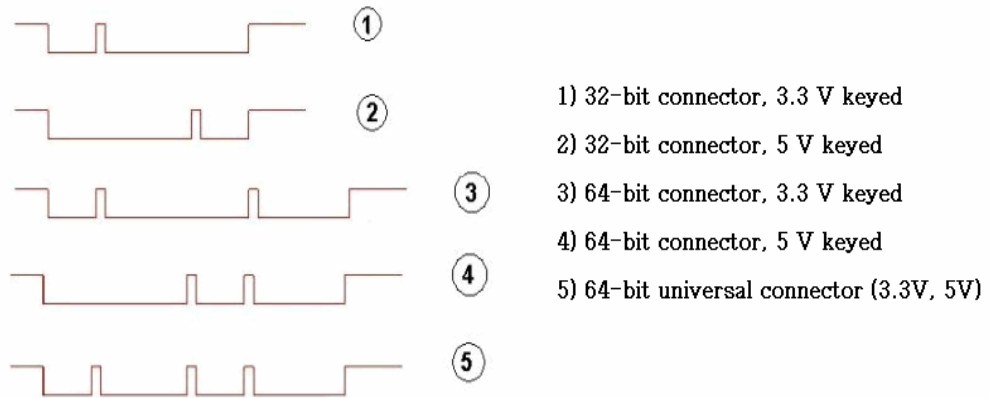 1
2
3
4
5
1) 32-bit connector, 3.3 V keyed
2) 32-bit connector, 5 V keyed
3) 64-bit connector, 3.3 V keyed
4) 64-bit connector, 5 V keyed
5) 64-bit universal connector (3.3V, 5V)